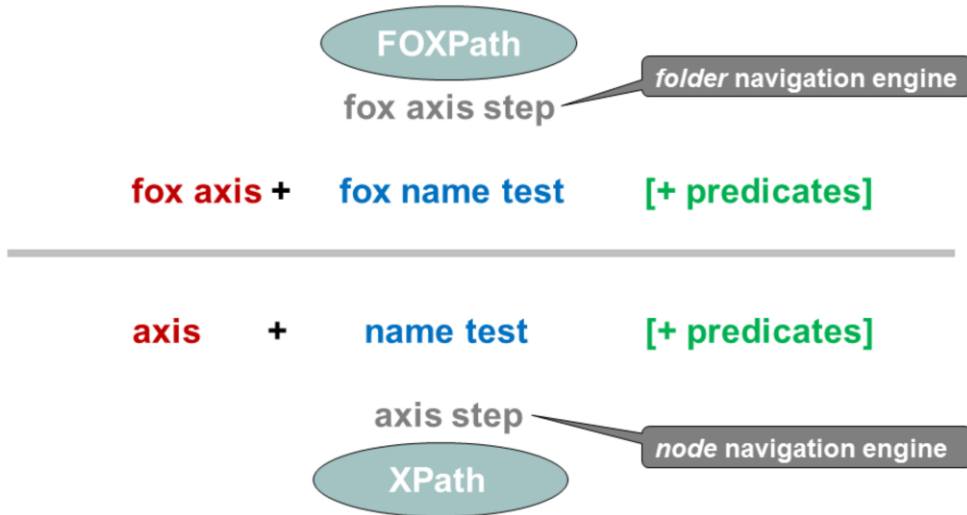 FOXPath
folder navigation engine
fox axis step
fox axis + fox name test [+ predicates]
axis + name test [+ predicates]
axis step
node navigation engine
XPath